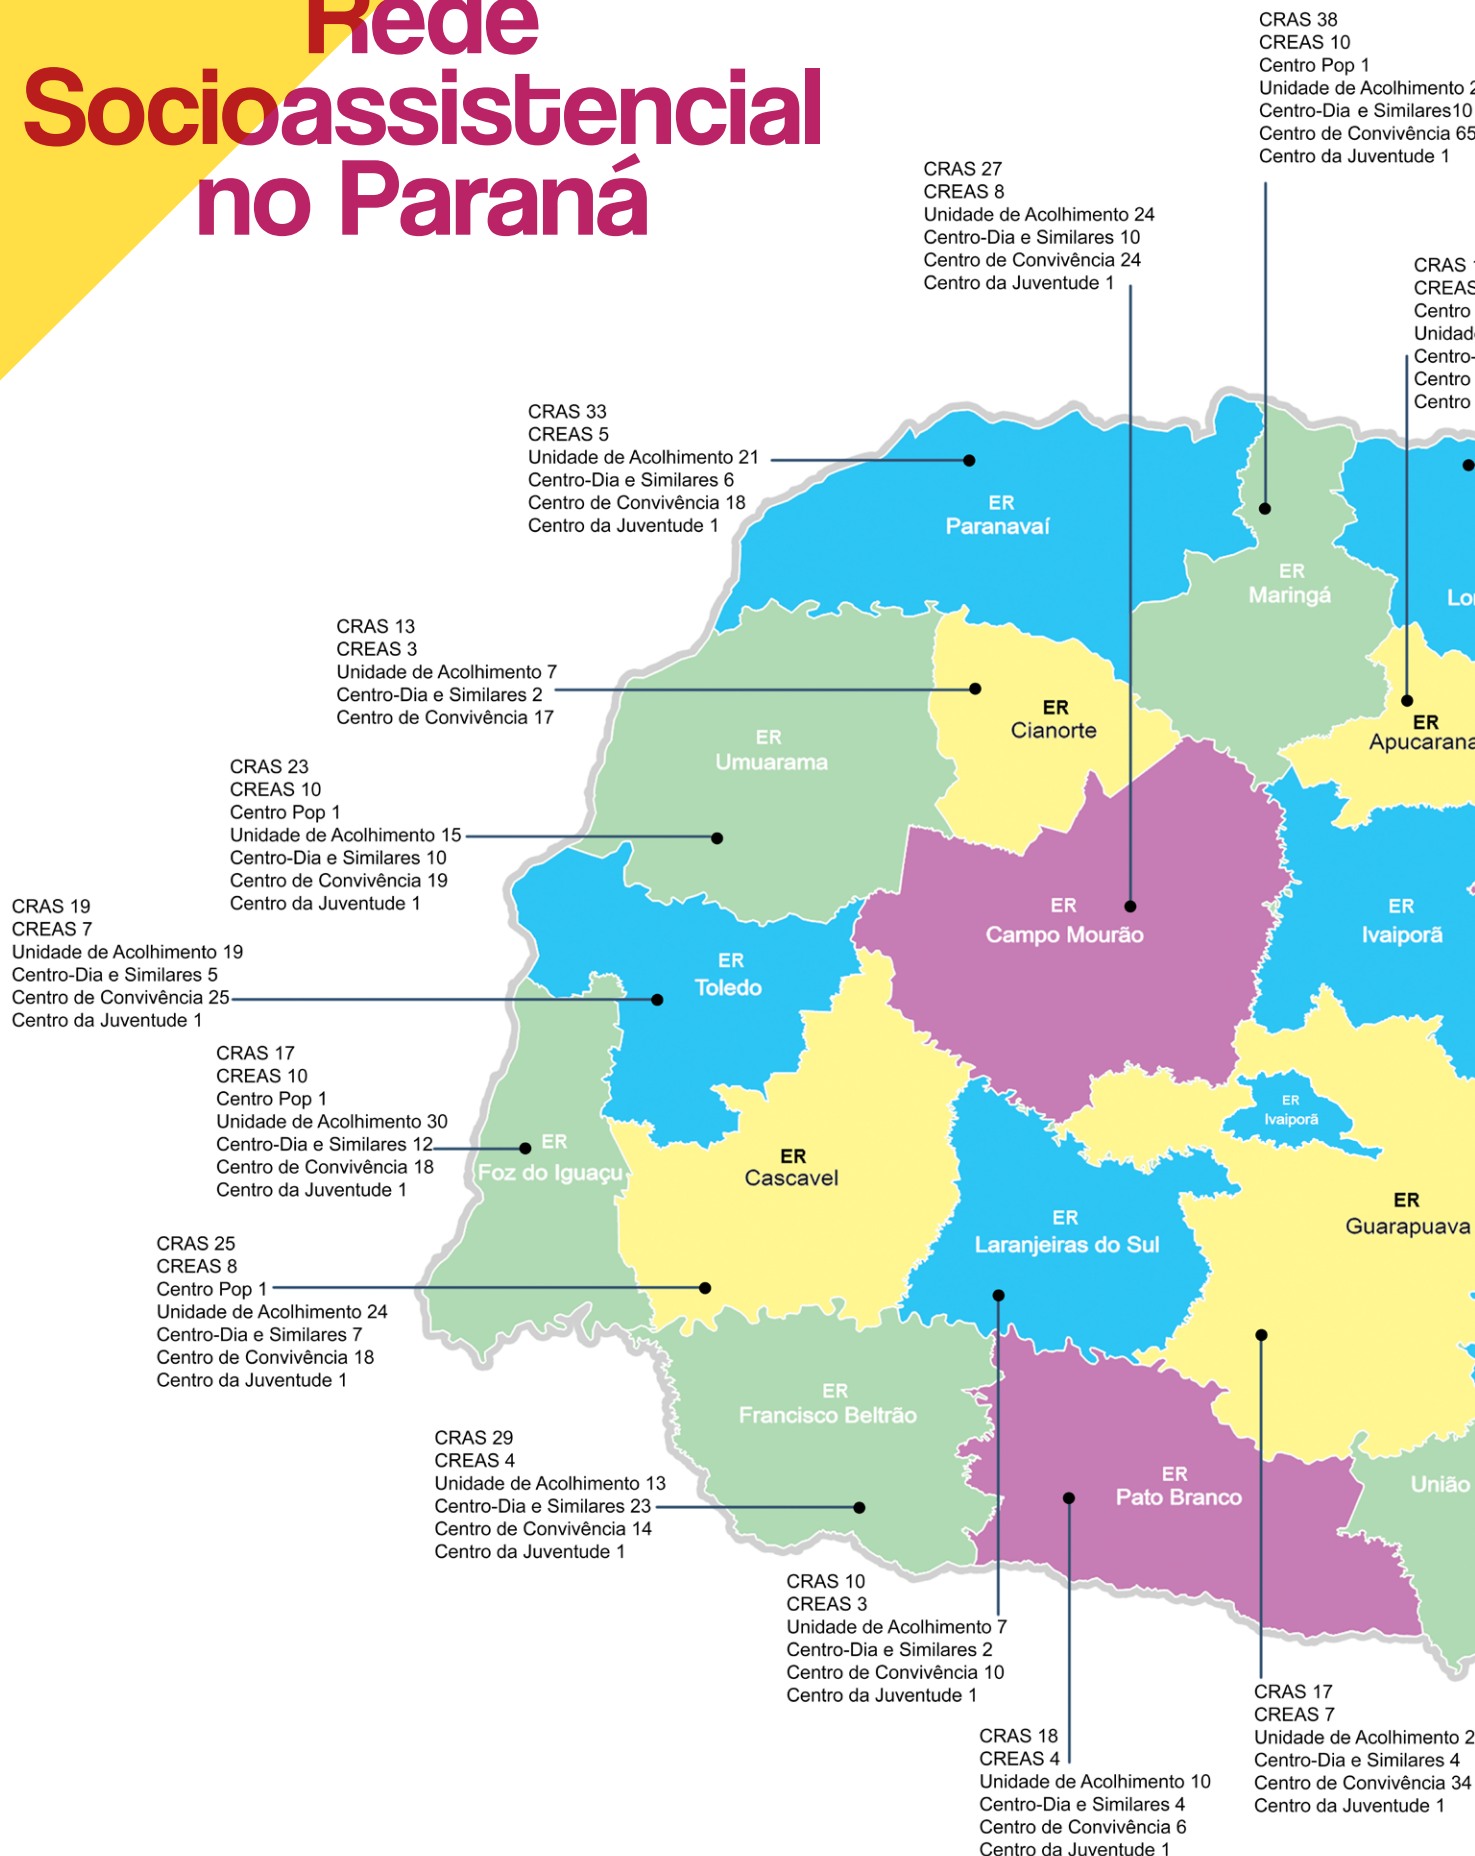 Rede
Socioassistencial
no Paraná
CRAS 38
CREAS 10
Centro Pop 1
Unidade de Acolhimento 2
Centro-Dia e Similares10
Centro de Convivência 65
Centro da Juventude 1
CRAS 27
CREAS 8
Unidade de Acolhimento 24
Centro-Dia e Similares 10
Centro de Convivência 24
Centro da Juventude 1
CRAS
CREAS
Centro
Centro-
Centro
Centro
CRAS 33
CREAS 5
Unidade de Acolhimento 21
Centro-Dia e Similares 6
Centro de Convivência 18
Centro da Juventude 1
ER
Paranavaí
ER
Maringá
CRAS 13
CREAS 3
Unidade de Acolhimento 7
Centro-Dia e Similares 2
Centro de Convivência 17
ER
Cianorte
ER
Umuarama
ER
Apucarana
CRAS 23
CREAS 10
Centro Pop 1
Unidade de Acolhimento 15
Centro-Dia e Similares 10
Centro de Convivência 19
Centro da Juventude 1
CRAS 19
CREAS 7
Unidade de Acolhimento 19
Centro-Dia e Similares 5
Centro de Convivência 25
Centro da Juventude 1
ER
Toledo
ER
Campo Mourão
ER
Ivaiporã
CRAS 17
CREAS 10
Centro Pop 1
Unidade de Acolhimento 30
Centro-Dia e Similares 12
Centro de Convivência 18
Centro da Juventude 1
ER
Foz do Iguaçu
ER
Cascavel
ER
Ivaiporã
ER
Laranjeiras do Sul
ER
Guarapuava
CRAS 25
CREAS 8
Centro Pop 1
Unidade de Acolhimento 24
Centro-Dia e Similares 7
Centro de Convivência 18
Centro da Juventude 1
ER
Francisco Beltrão
ER
Pato Branco
União
CRAS 29
CREAS 4
Unidade de Acolhimento 13
Centro-Dia e Similares 23
Centro de Convivência 14
Centro da Juventude 1
CRAS 10
CREAS 3
Unidade de Acolhimento 7
Centro-Dia e Similares 2
Centro de Convivência 10
Centro da Juventude 1
CRAS 18
CREAS 4
Unidade de Acolhimento 10
Centro-Dia e Similares 4
Centro de Convivência 6
Centro da Juventude 1
CRAS 17
CREAS 7
Unidade de Acolhimento 2
Centro-Dia e Similares 4
Centro de Convivência 34
Centro da Juventude 1